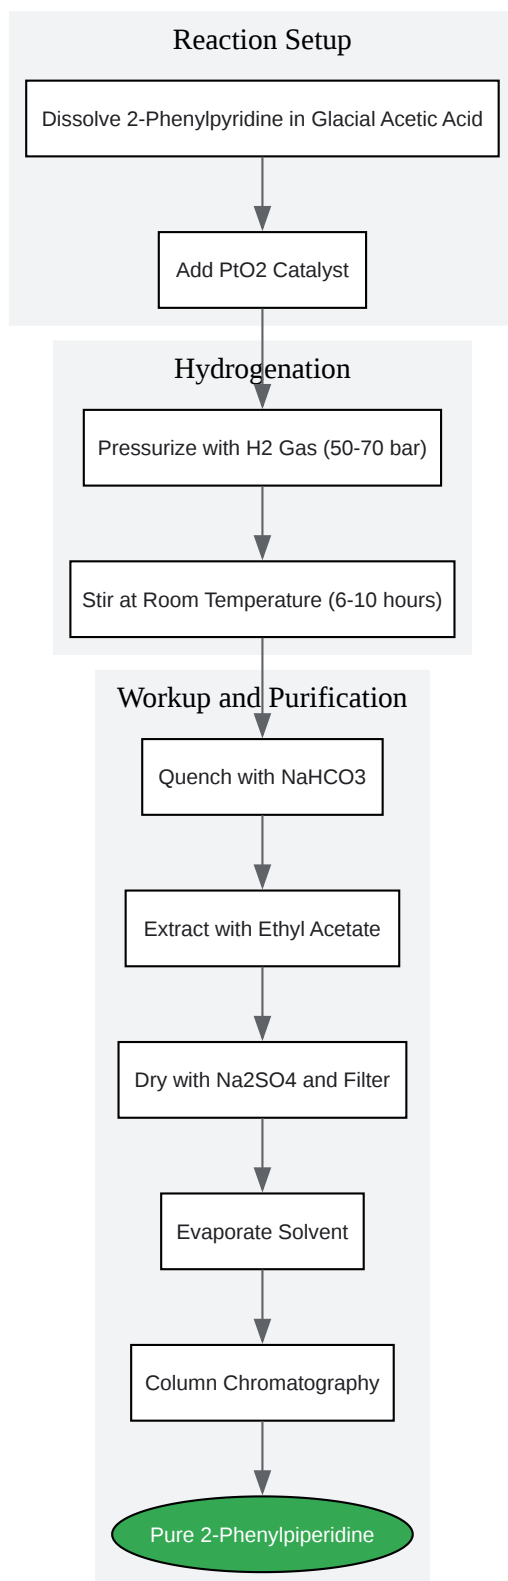 Reaction Setup
Dissolve 2-Phenylpyridine in Glacial Acetic Acid
Add PtO2 Catalyst
Hydrogenation
Pressurize with H2 Gas (50-70 bar)
Stir at Room Temperature (6-10 hours)
Workup and Purification
Quench with NaHCO3
Extract with Ethyl Acetate
Dry with Na2SO4 and Filter
Evaporate Solvent
Column Chromatography
Pure 2-Phenylpiperidine